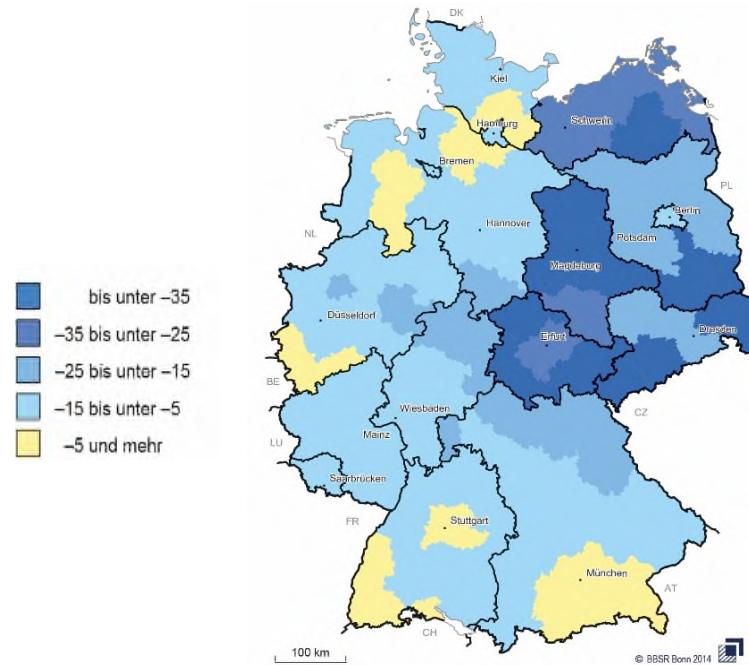 DK
Kiel
Hamburg
Schwerin
Bremen
PL
Berlin
NL
Hannover
Potsdam
Magdeburg
bis unter –35
–35 bis unter –25
–25 bis unter –15
–15 bis unter –5
–5 und mehr
Düsseldorf
Dresden
Erfurt
BE
Wiesbaden
CZ
LU
Mainz
Saarbrücken
FR
Stuttgart
München
AT
CH
100 km
© BBSR Bonn 2014